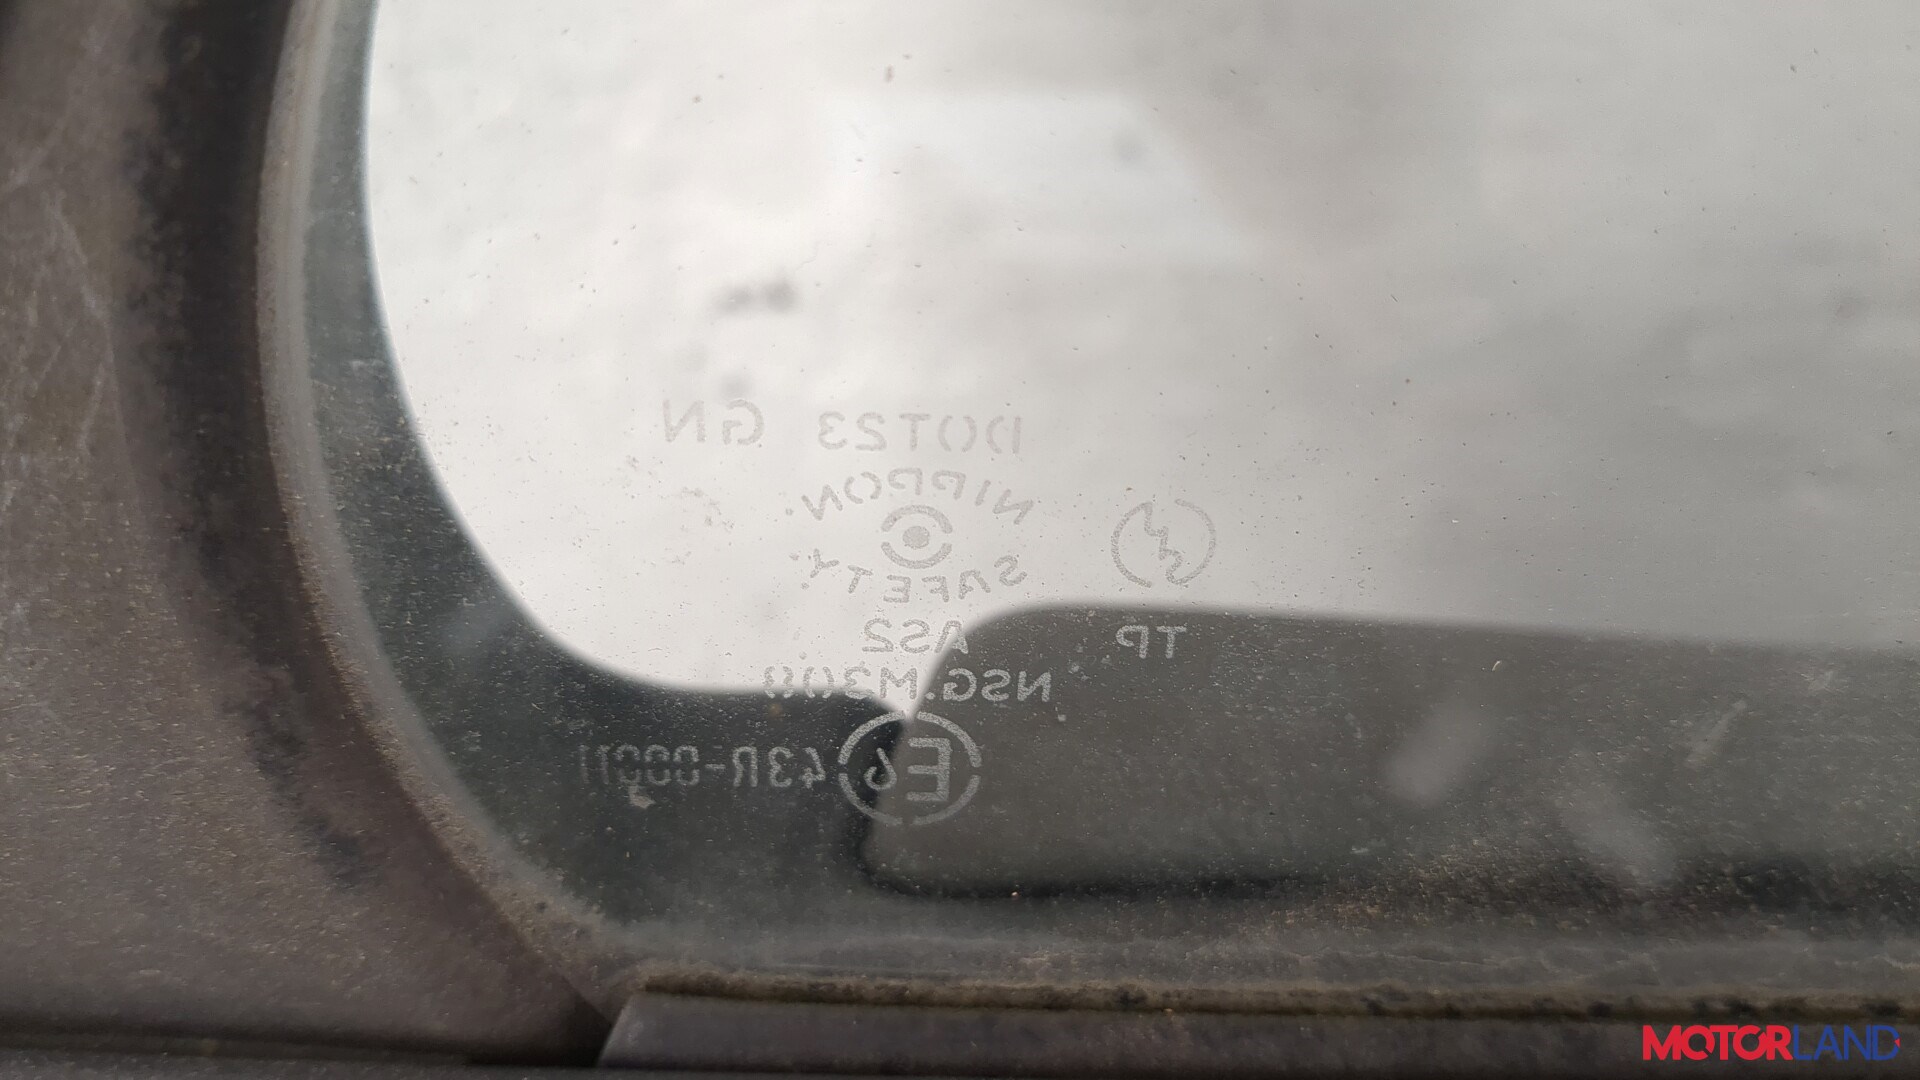 DOT23 GN
NIPPON.
SAFETY.
AS2
TP
NSG.M308
E6 43R-00011
MOTORLAND